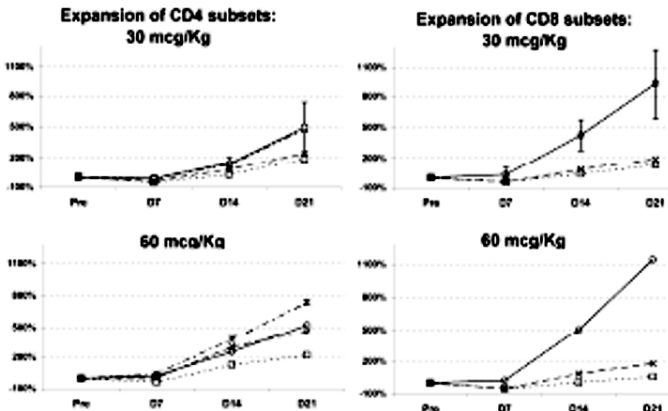 Expansion of CD4 subsets:
30 mcg/Kg
1100%
800%
500%
200%
-100%
Pre D7 D14 D21
Expansion of CD8 subsets:
30 mcg/Kg
1100%
800%
500%
200%
-100%
Pre D7 D14 D21
60 mcg/Kg
1100%
800%
500%
200%
-100%
Pre D7 D14 D21
60 mcg/Kg
1100%
800%
500%
200%
-100%
Pre D7 D14 D21